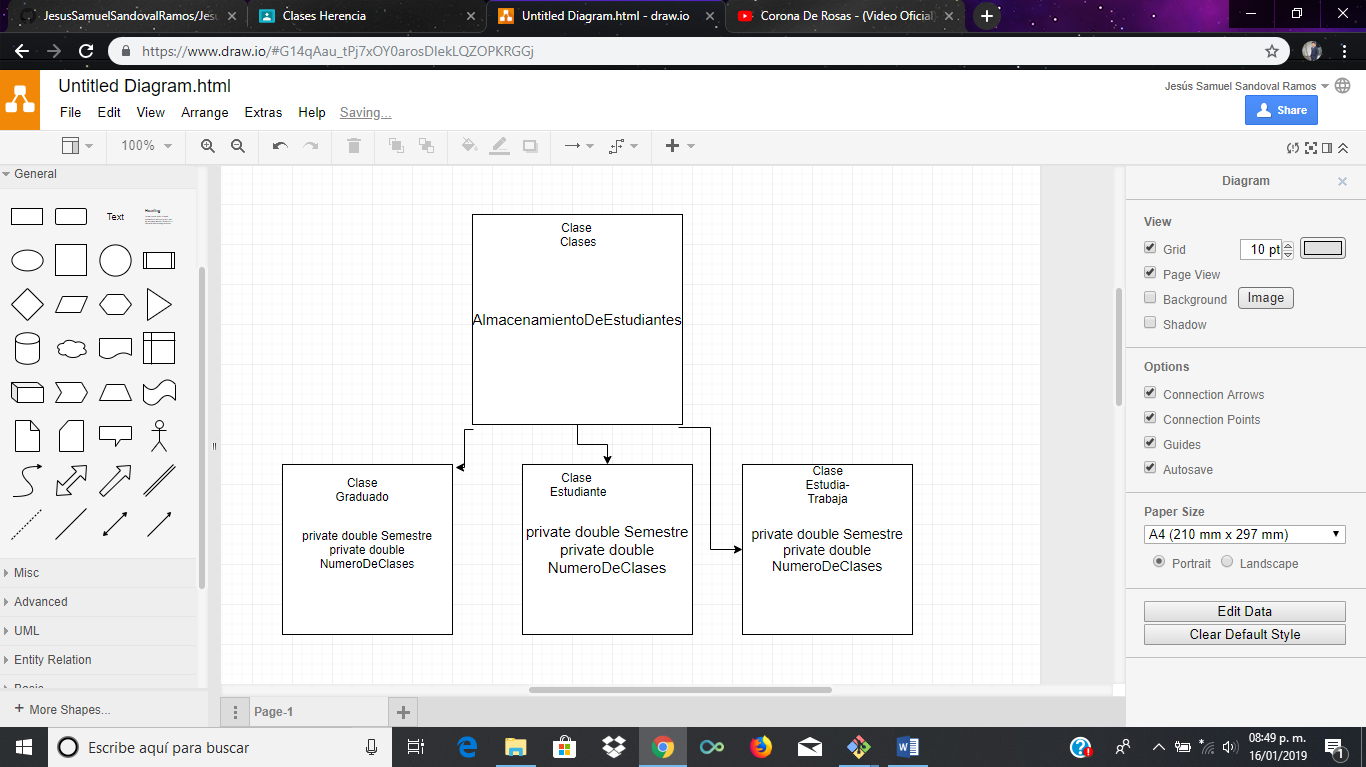 JesusSamuelSandovalRamos/Jesu
Clases Herencia
Untitled Diagram.html - draw.io
Corona De Rosas - (Video Oficial)
https://www.draw.io/#G14qAau_tPj7xOY0arosDIekLQZOPKRGGj
Untitled Diagram.html
Jesús Samuel Sandoval Ramos
File Edit View Arrange Extras Help Saving...
Share
100%
General
Text
Heading
Misc
Advanced
UML
Entity Relation
Basic
+ More Shapes...
Clase
Clases
AlmacenamientoDeEstudiantes
Clase
Graduado
private double Semestre
private double
NumeroDeClases
Clase
Estudiante
private double Semestre
private double
NumeroDeClases
Clase
Estudia-
Trabaja
private double Semestre
private double
NumeroDeClases
Page-1
Diagram
View
Grid 10 pt
Page View
Background Image
Shadow
Options
Connection Arrows
Connection Points
Guides
Autosave
Paper Size
A4 (210 mm x 297 mm)
Portrait Landscape
Edit Data
Clear Default Style
Escribe aquí para buscar
08:49 p. m.
16/01/2019
1